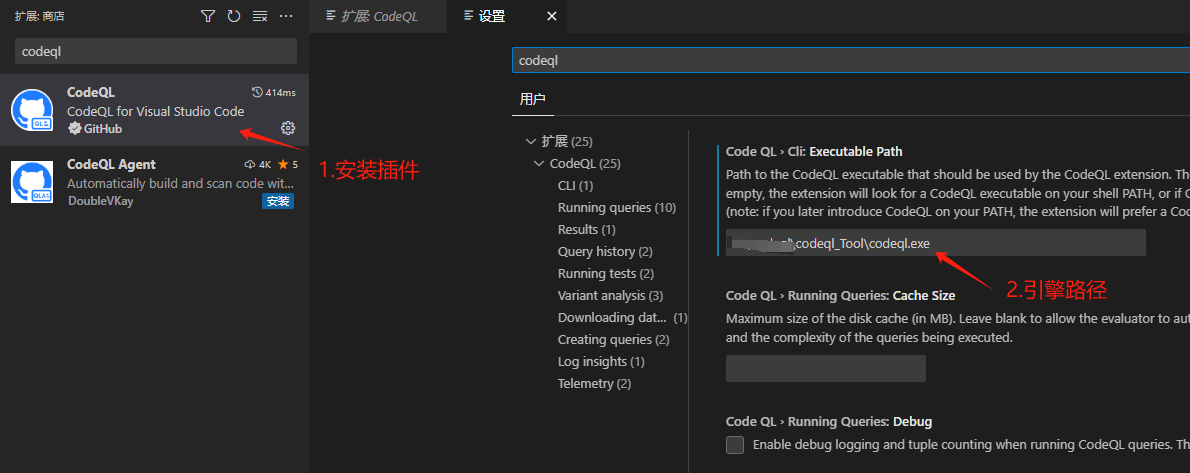 扩展: 商店
codeql
CodeQL
414ms
CodeQL for Visual Studio Code
GitHub
CodeQL Agent
4K
5
Automatically build and scan code wit...
DoubleVKay
安装
1.安装插件
扩展: CodeQL
设置
codeql
用户
扩展 (25)
CodeQL (25)
CLI (1)
Running queries (10)
Results (1)
Query history (2)
Running tests (2)
Variant analysis (3)
Downloading dat... (1)
Creating queries (2)
Log insights (1)
Telemetry (2)
Code QL › Cli: Executable Path
Path to the CodeQL executable that should be used by the CodeQL extension. The
empty, the extension will look for a CodeQL executable on your shell PATH, or if C
(note: if you later introduce CodeQL on your PATH, the extension will prefer a Cod
\codeql_Tool\codeql.exe
2.引擎路径
Code QL › Running Queries: Cache Size
Maximum size of the disk cache (in MB). Leave blank to allow the evaluator to aut
and the complexity of the queries being executed.
Code QL › Running Queries: Debug
Enable debug logging and tuple counting when running CodeQL queries. Th